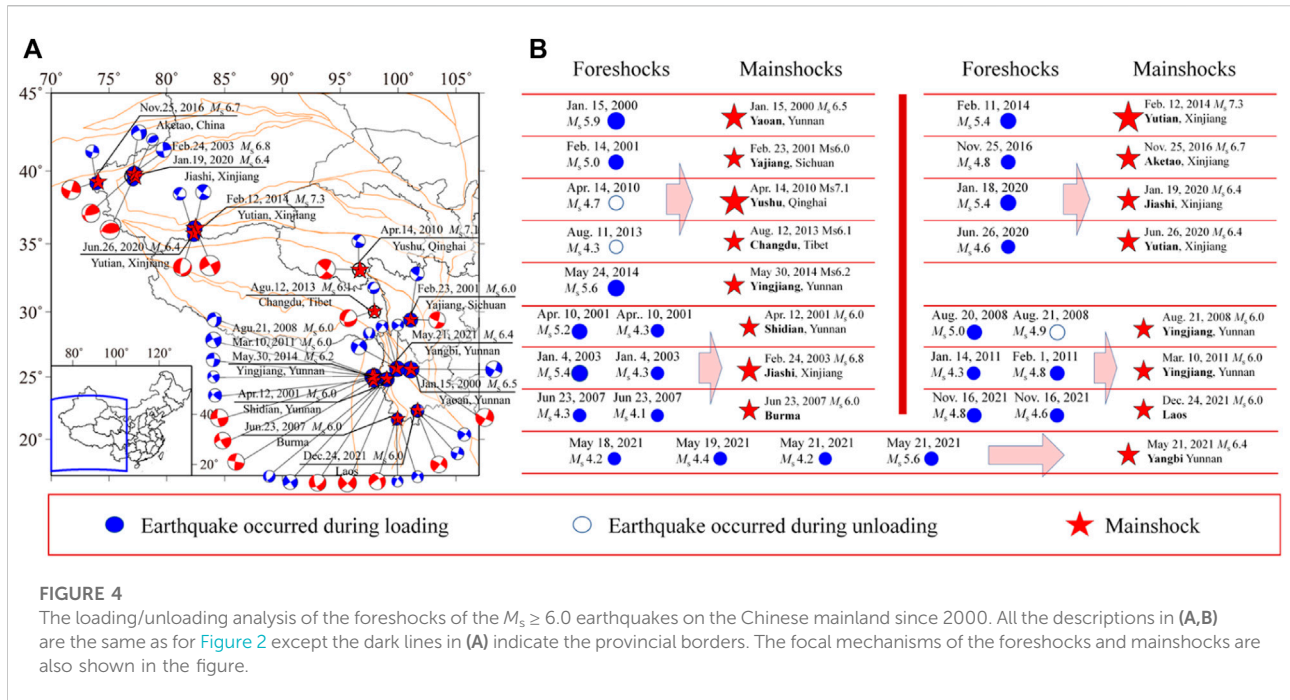 A
70° 75° 80° 85° 90° 95° 100° 105°
45°
40°
35°
30°
25°
20°
Nov.25, 2016 Ms 6.7
Aketao, China
Feb.24, 2003 Ms 6.8
Jan.19, 2020 Ms 6.4
Jiashi, Xinjiang
Feb.12, 2014 Ms 7.3
Yutian, Xinjiang
Apr.14, 2010 Ms 7.1
Yushu, Qinghai
Jun.26, 2020 Ms 6.4
Yutian, Xinjiang
Agu.12, 2013 Ms 6.1
Changdu, Tibet
Feb.23, 2001 Ms 6.0
Yajiang, Sichuan
Agu.21, 2008 Ms 6.0
Mar.10, 2011 Ms 6.0
May.30, 2014 Ms 6.2
Yingjiang, Yunnan
May.21, 2021 Ms 6.4
Yangbi, Yunnan
Apr.12, 2001 Ms 6.0
Shidian, Yunnan
Jan.15, 2000 Ms 6.5
Yaoan, Yunnan
Jun.23, 2007 Ms 6.0
Burma
Dec.24, 2021 Ms 6.0
Laos
80° 100° 120°
40°
20°
B
Foreshocks Mainshocks
Jan. 15, 2000
Ms 5.9
Jan. 15, 2000 Ms 6.5
Yaoan, Yunnan
Feb. 14, 2001
Ms 5.0
Feb. 23, 2001 Ms6.0
Yajiang, Sichuan
Apr. 14, 2010
Ms 4.7
Apr. 14, 2010 Ms7.1
Yushu, Qinghai
Aug. 11, 2013
Ms 4.3
Aug. 12, 2013 Ms6.1
Changdu, Tibet
May 24, 2014
Ms 5.6
May 30, 2014 Ms6.2
Yingjiang, Yunnan
Apr. 10, 2001 Apr.. 10, 2001
Ms 5.2 Ms 4.3
Apr. 12, 2001 Ms 6.0
Shidian, Yunnan
Jan. 4, 2003 Jan. 4, 2003
Ms 5.4 Ms 4.3
Feb. 24, 2003 Ms 6.8
Jiashi, Xinjiang
Jun 23, 2007 Jun 23, 2007
Ms 4.3 Ms 4.1
Jun 23, 2007 Ms 6.0
Burma
Foreshocks Mainshocks
Feb. 11, 2014
Ms 5.4
Feb. 12, 2014 Ms 7.3
Yutian, Xinjiang
Nov 25, 2016
Ms 4.8
Nov 25, 2016 Ms 6.7
Aketao, Xinjiang
Jan 18, 2020
Ms 5.4
Jan 19, 2020 Ms 6.4
Jiashi, Xinjiang
Jun 26, 2020
Ms 4.6
Jun 26, 2020 Ms 6.4
Yutian, Xinjiang
Aug 20, 2008 Aug 21, 2008
Ms 5.0 Ms 4.9
Aug. 21, 2008 Ms 6.0
Yingjiang, Yunnan
Jan 14, 2011 Feb. 1, 2011
Ms 4.3 Ms 4.8
Mar. 10, 2011 Ms 6.0
Yingjiang, Yunnan
Nov 16, 2021 Nov 16, 2021
Ms 4.8 Ms 4.6
Dec 24, 2021 Ms 6.0
Laos
May 18, 2021 May 19, 2021 May 21, 2021 May 21, 2021
Ms 4.2 Ms 4.4 Ms 4.2 Ms 5.6
May 21, 2021 Ms 6.4
Yangbi Yunnan
Earthquake occurred during loading Earthquake occurred during unloading Mainshock
FIGURE 4
The loading/unloading analysis of the foreshocks of the Ms ≥ 6.0 earthquakes on the Chinese mainland since 2000. All the descriptions in (A,B)
are the same as for Figure 2 except the dark lines in (A) indicate the provincial borders. The focal mechanisms of the foreshocks and mainshocks are
also shown in the figure.